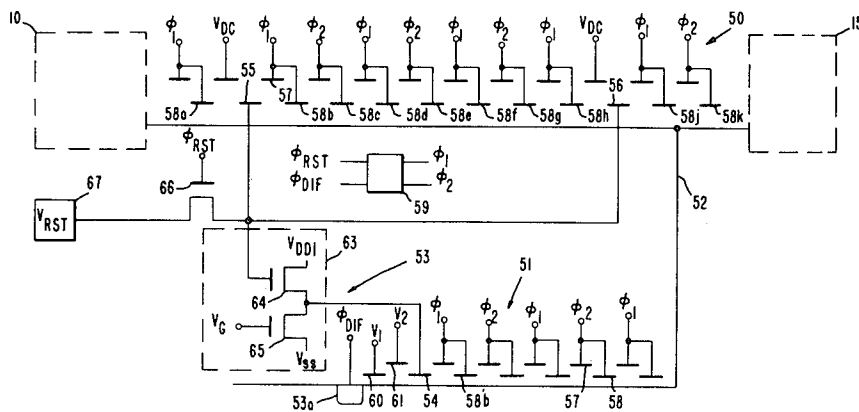 10
ϕ1 VDC ϕ1 ϕ2 ϕ1 ϕ2 ϕ1 ϕ2 ϕ1 VDC ϕ1 ϕ2 50 15
55 57 56
58a 58b 58c 58d 58e 58f 58g 58h 58j 58k
ϕRST
66
ϕRST ϕ1
ϕDIF ϕ2
59
52
67
VRST
VDD1 63
53 51
64
ϕDIF V1 V2 ϕ1 ϕ2 ϕ1 ϕ2 ϕ1
VG
65
VSS
53a 60 61 54 58'b 57 58